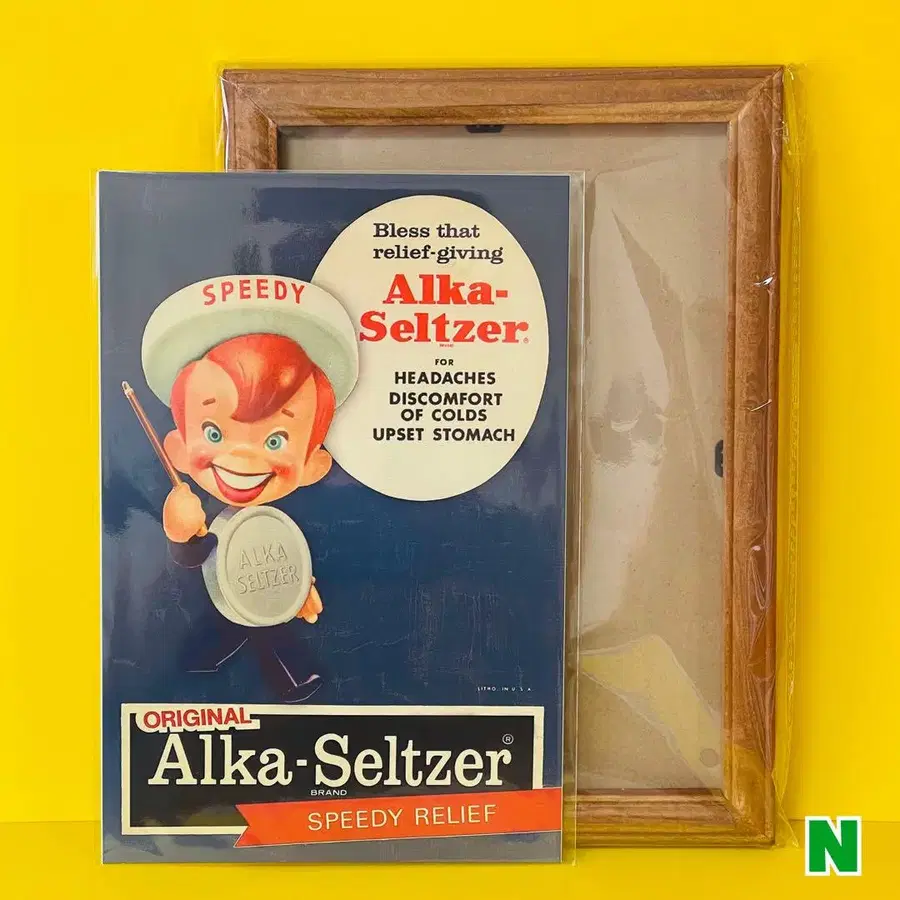 SPEEDY
Bless that
relief-giving
Alka-
Seltzer®
FOR
HEADACHES
DISCOMFORT
OF COLDS
UPSET STOMACH
ALKA
SELTZER
LITHO. IN U.S.A.
ORIGINAL
Alka-Seltzer®
BRAND
SPEEDY RELIEF
N